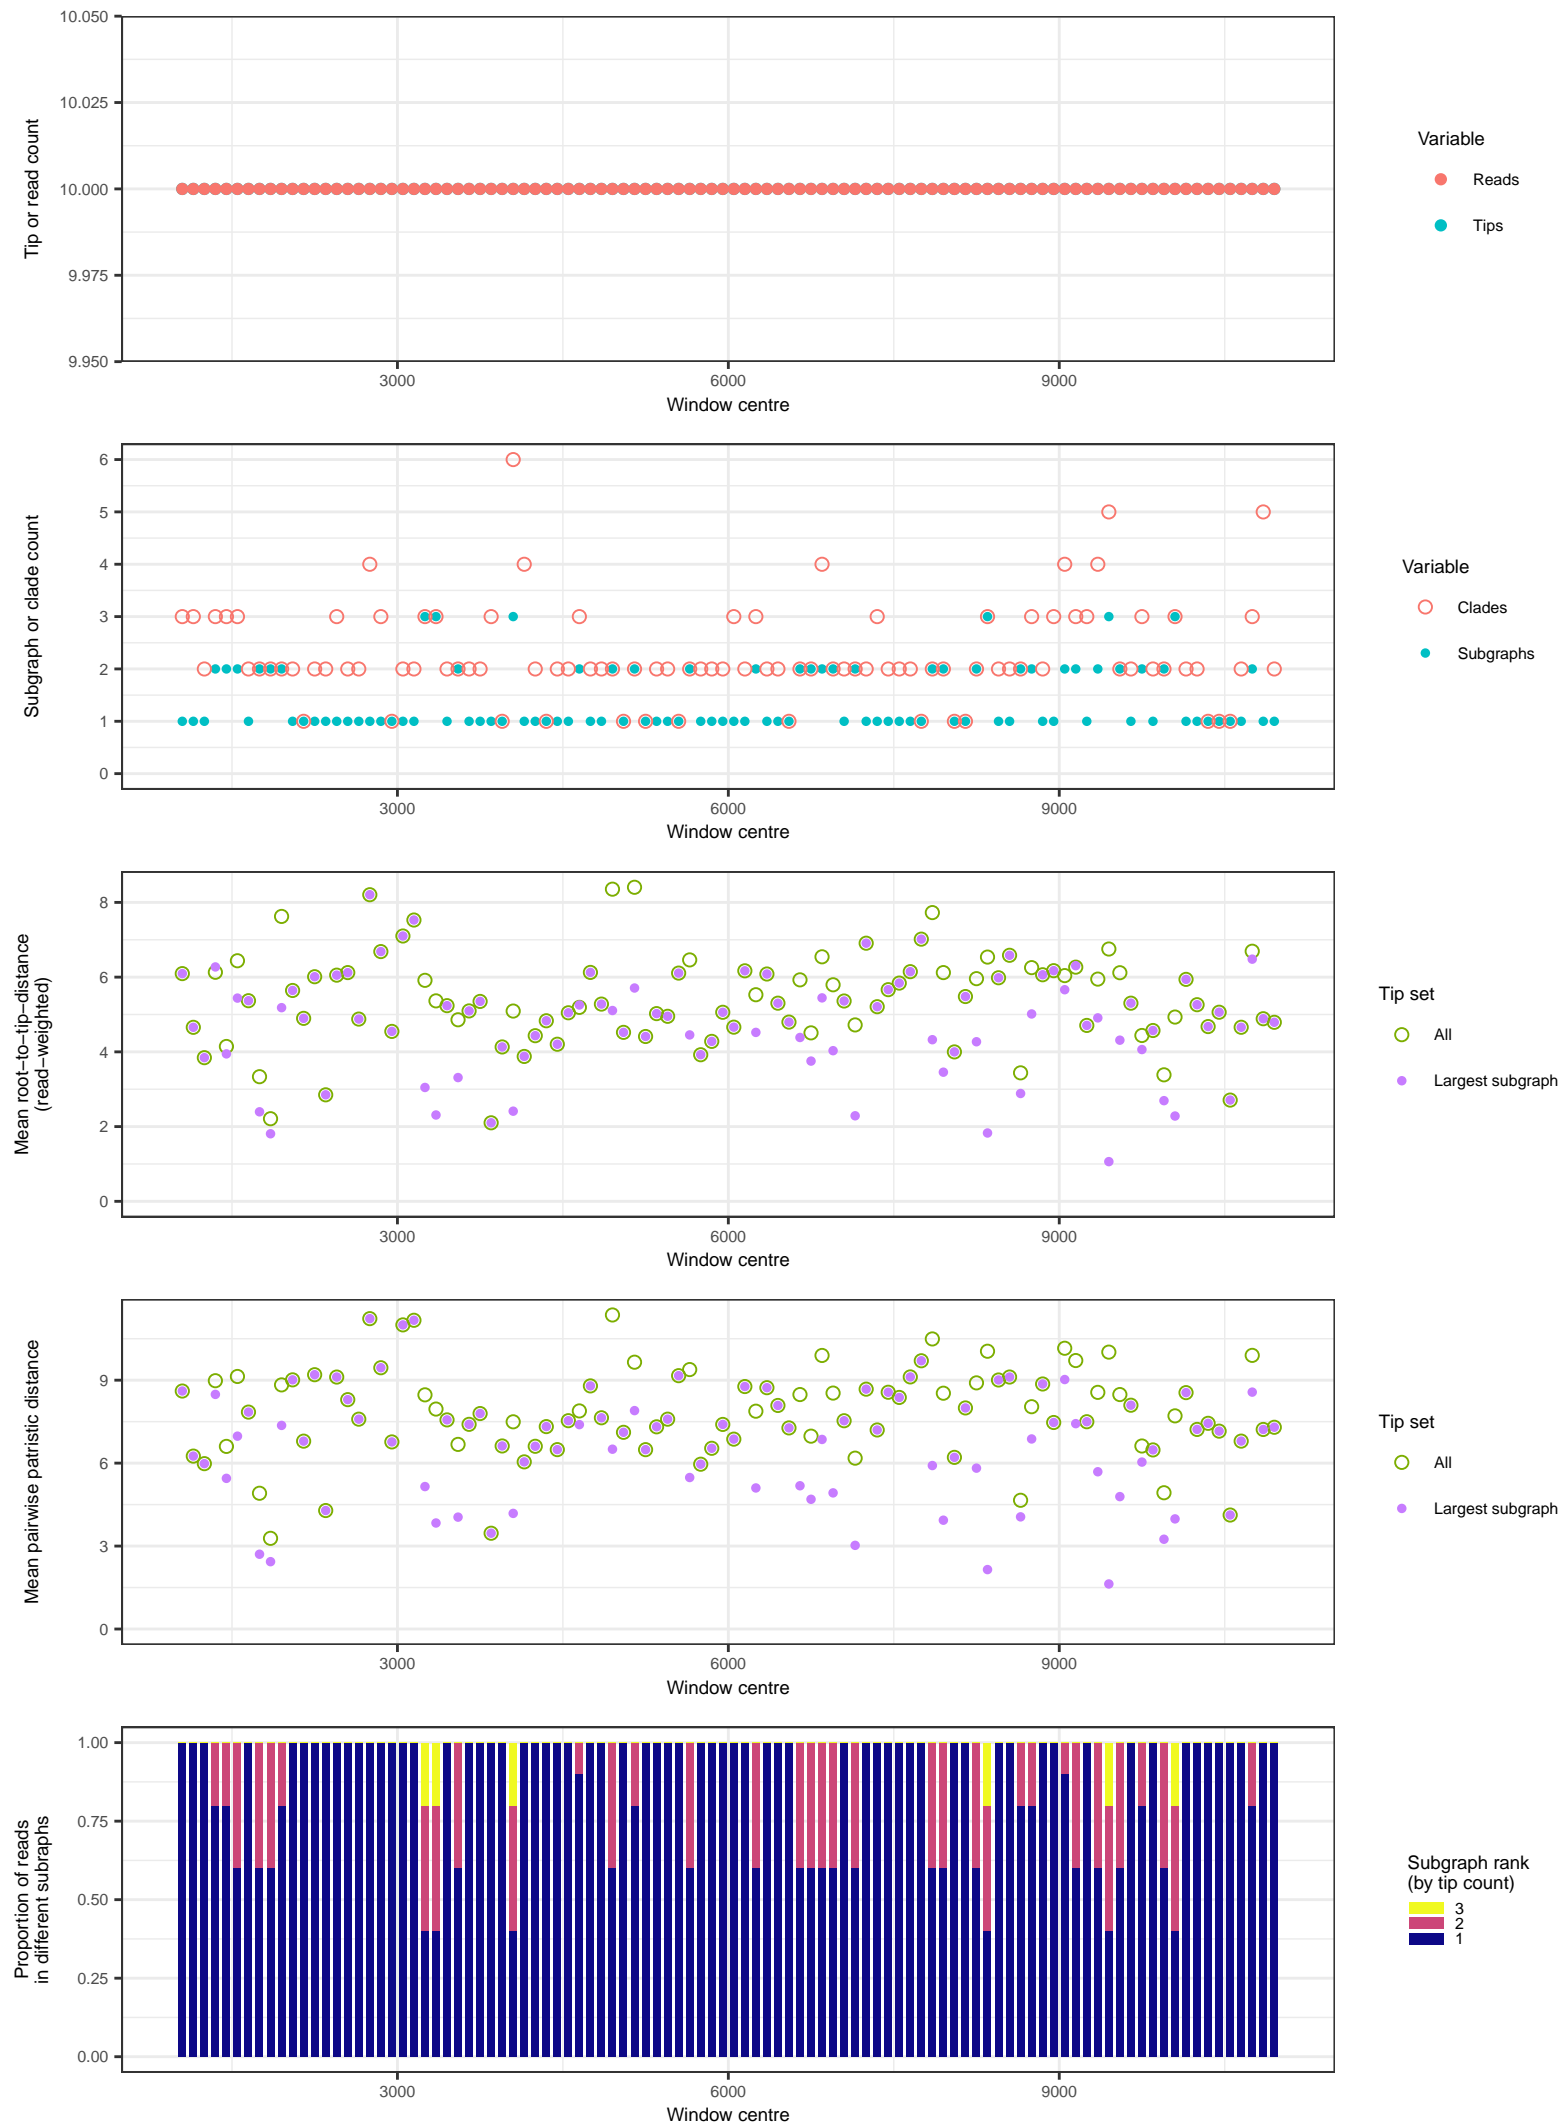 10.050
10.025
10.000
9.975
9.950
Tip or read count
3000
6000
9000
Window centre
Variable
Reads
Tips
6
5
4
3
2
1
0
Subgraph or clade count
3000
6000
9000
Window centre
Variable
Clades
Subgraphs
8
6
4
2
0
Mean root−to−tip−distance
(read−weighted)
3000
6000
9000
Window centre
Tip set
All
Largest subgraph
9
6
3
0
Mean pairwise patristic distance
3000
6000
9000
Window centre
Tip set
All
Largest subgraph
1.00
0.75
0.50
0.25
0.00
Proportion of reads
in different subraphs
3000
6000
9000
Window centre
Subgraph rank
(by tip count)
3
2
1